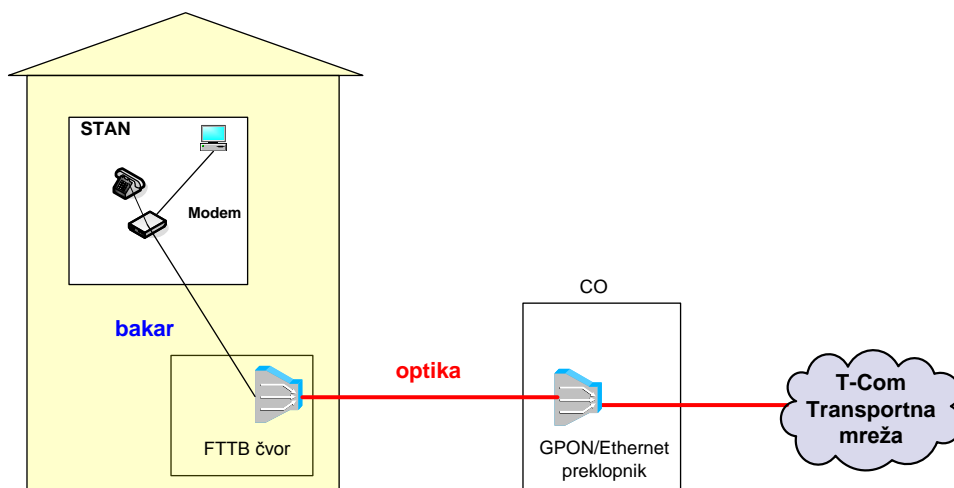 STAN
Modem
bakar
FTTB čvor
optika
CO
GPON/Ethernet
preklopnik
T-Com
Transportna
mreža